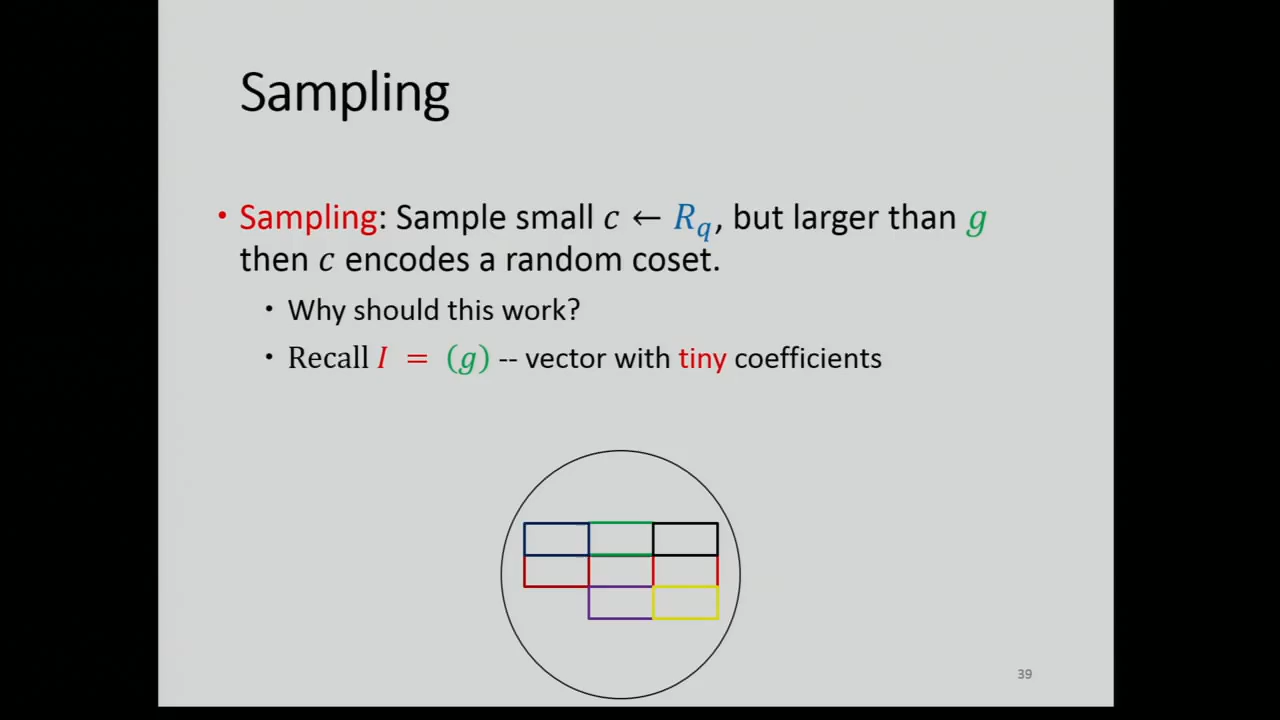 Sampling
• Sampling: Sample small c ← R_q, but larger than g
then c encodes a random coset.
• Why should this work?
• Recall I = (g) -- vector with tiny coefficients
39